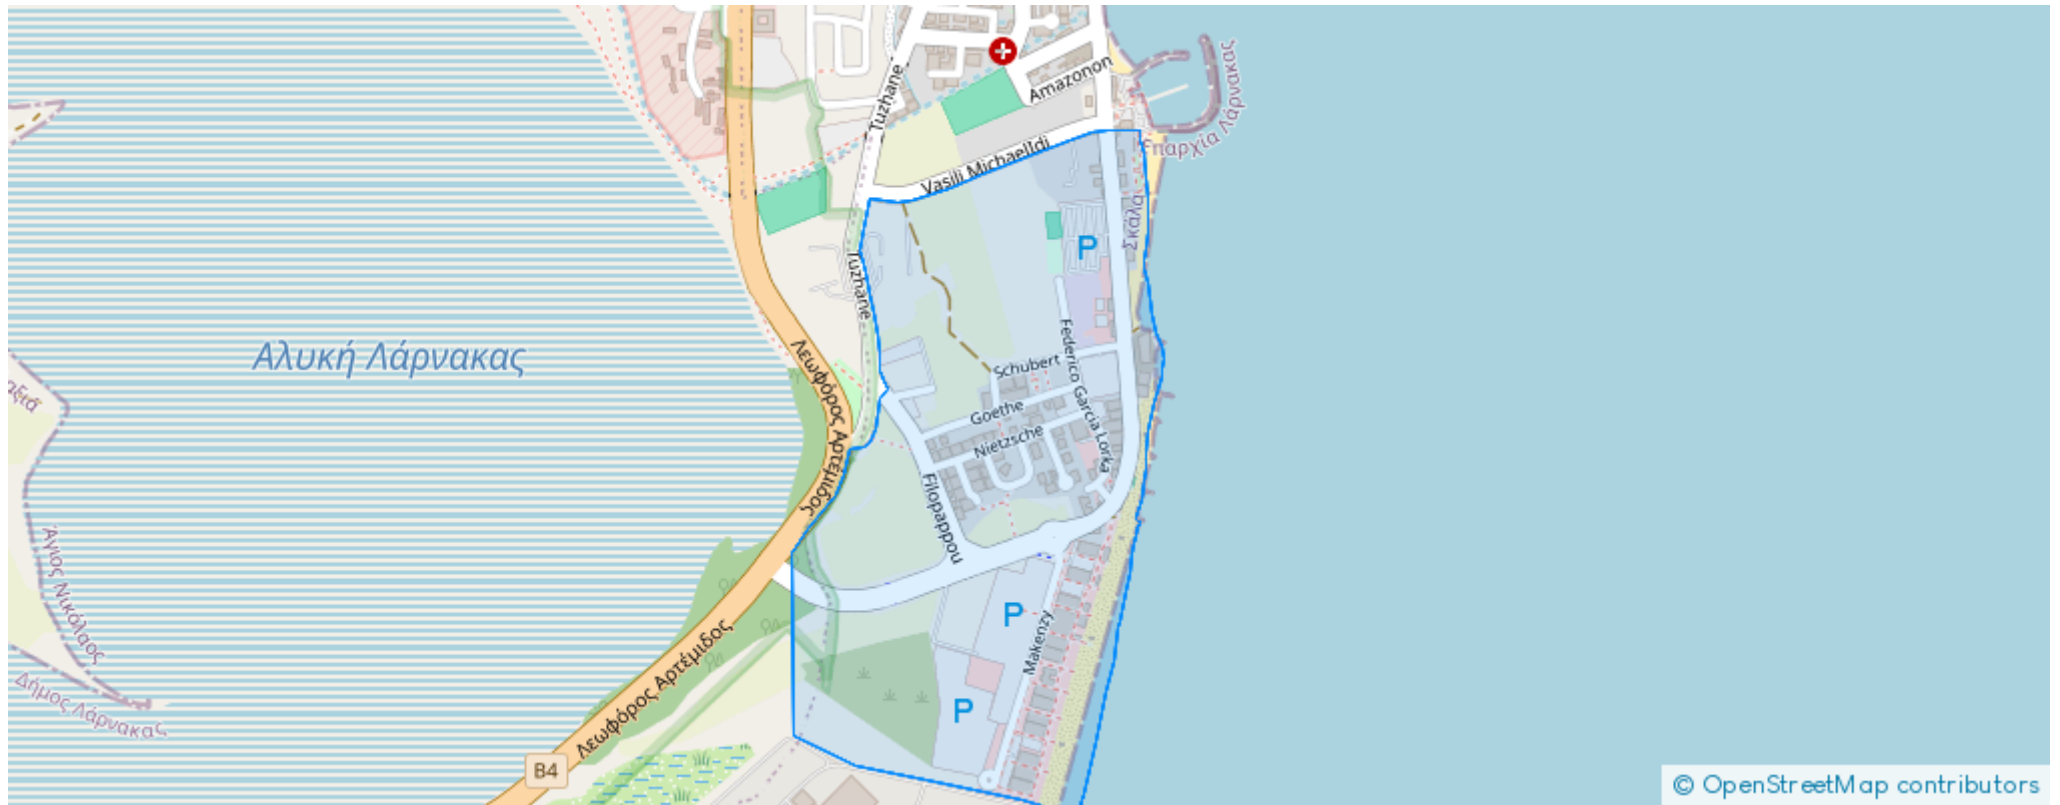 Επαρχία Λάρνακας
Amazonon
Tuzhane
Vasili Michaelidi
Σκάλα
P
Tuzhane
Αλυκή Λάρνακας
Λεωφόρος Αρτέμιδος
Schubert
Federico Garcia Lorka
Goethe
Nietzsche
Filopappou
Άγιος Νικόλαος
P
Makenzy
Λεωφόρος Αρτέμιδος
Δήμος Λάρνακας
P
B4
© OpenStreetMap contributors